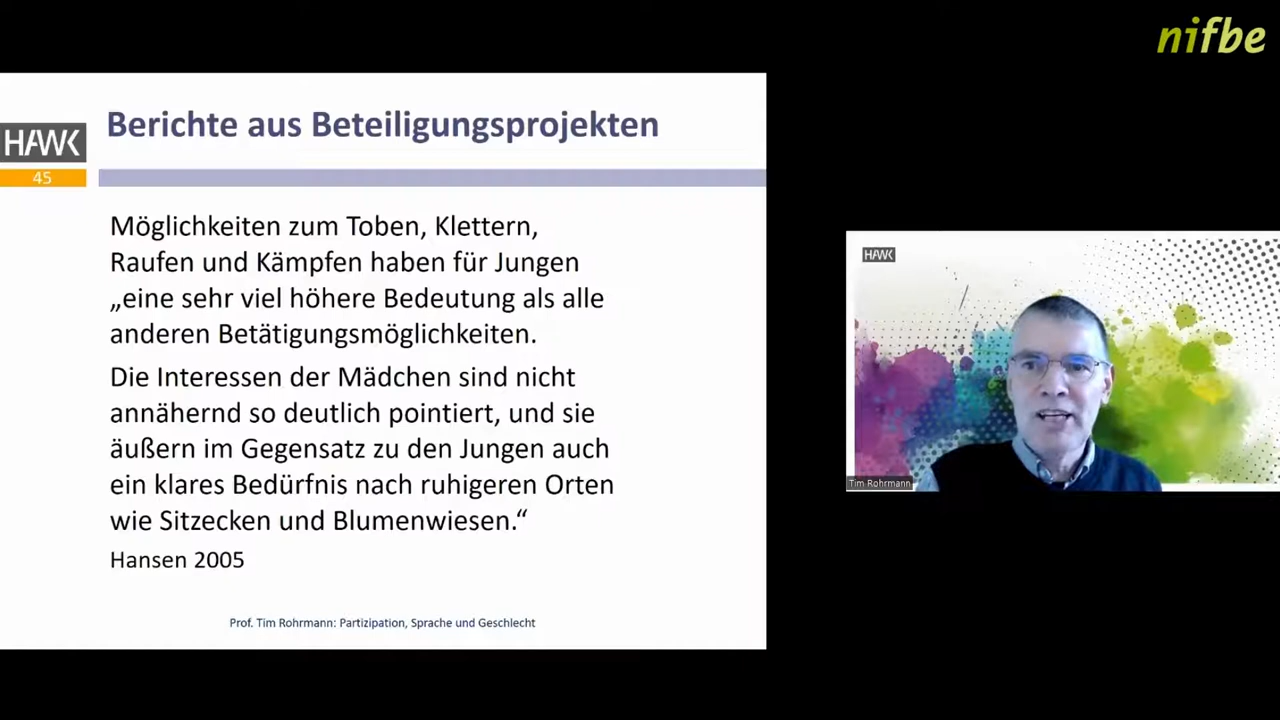 nifbe
HAWK
45
Berichte aus Beteiligungsprojekten
Möglichkeiten zum Toben, Klettern,
Raufen und Kämpfen haben für Jungen
„eine sehr viel höhere Bedeutung als alle
anderen Betätigungsmöglichkeiten.
Die Interessen der Mädchen sind nicht
annähernd so deutlich pointiert, und sie
äußern im Gegensatz zu den Jungen auch
ein klares Bedürfnis nach ruhigeren Orten
wie Sitzecken und Blumenwiesen.“
Hansen 2005
Prof. Tim Rohrmann: Partizipation, Sprache und Geschlecht
HAWK
Tim Rohrmann